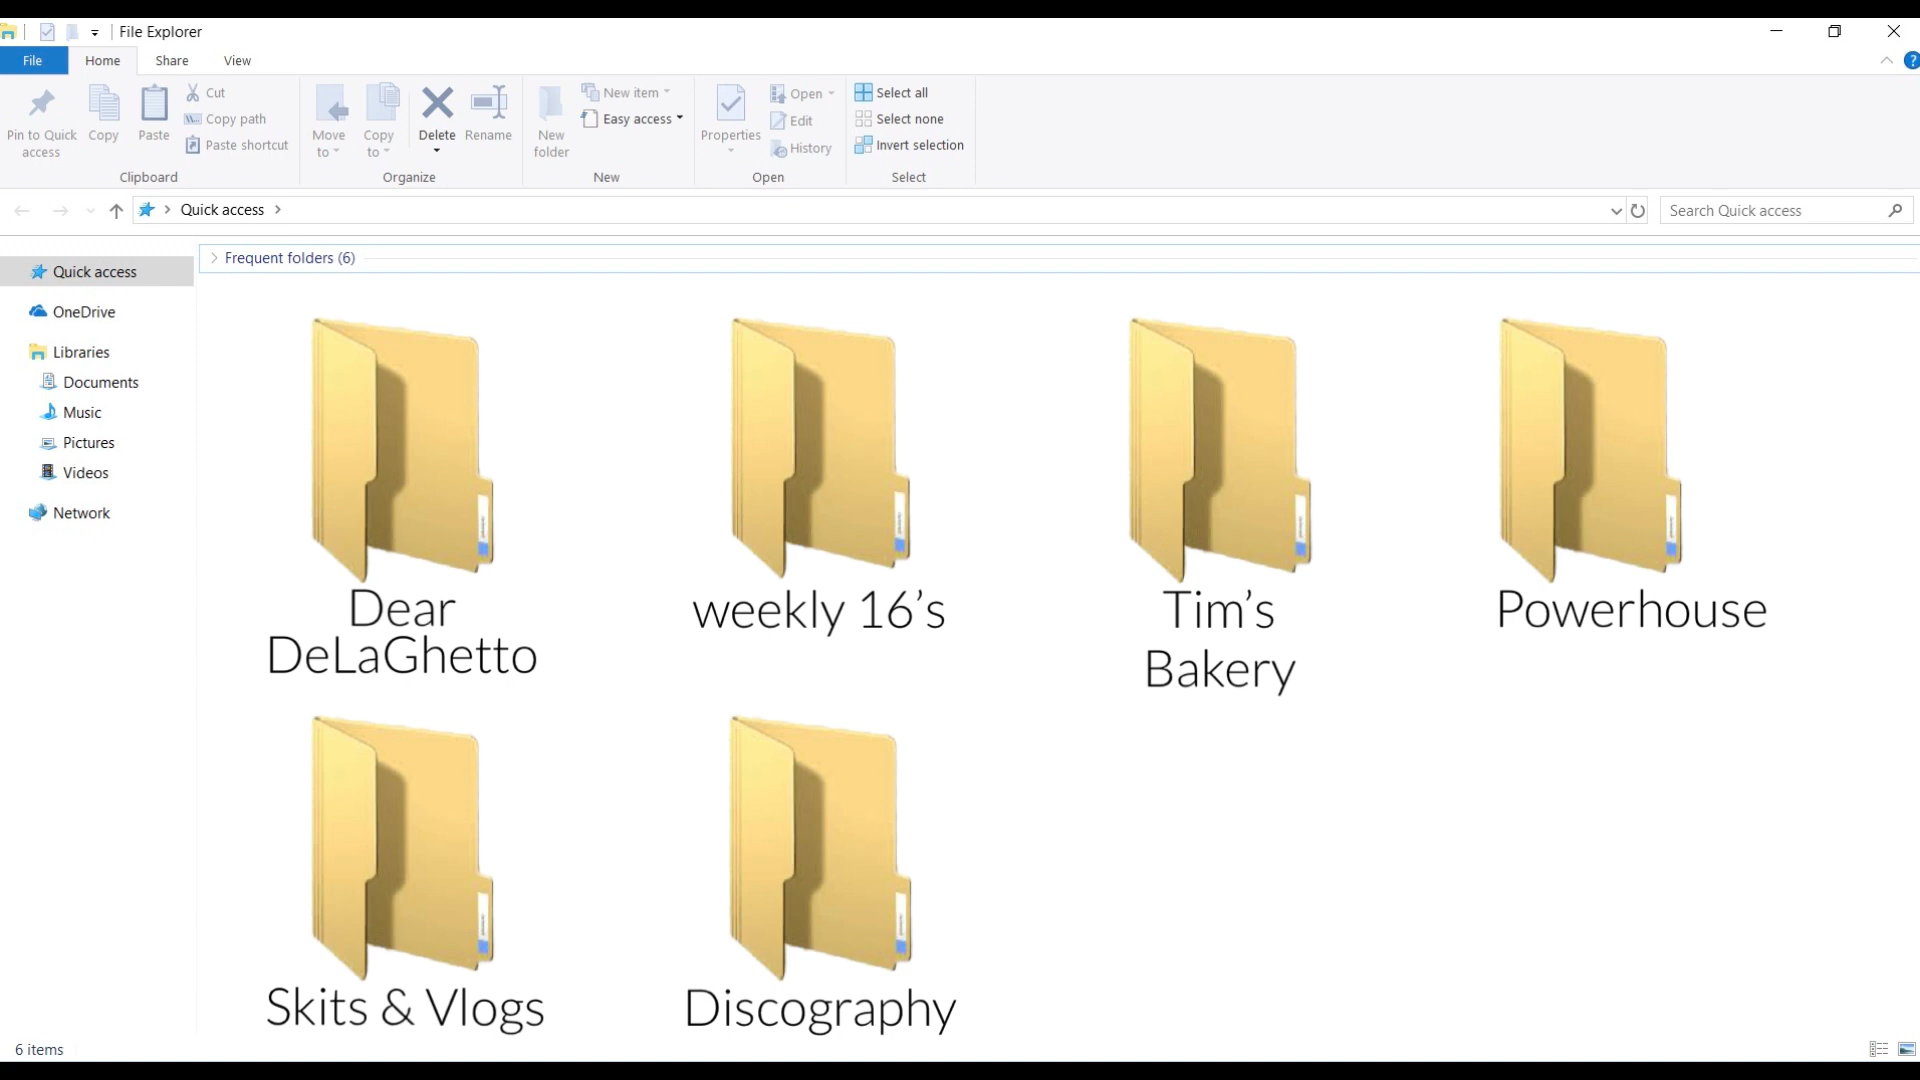 File Explorer
File
Home
Share
View
Pin to Quick
access
Copy
Paste
Cut
Copy path
Paste shortcut
Clipboard
Move
to
Copy
to
Delete
Rename
Organize
New
folder
New item
Easy access
New
Properties
Open
Edit
History
Open
Select all
Select none
Invert selection
Select
Quick access
Search Quick access
Quick access
OneDrive
Libraries
Documents
Music
Pictures
Videos
Network
Frequent folders (6)
Dear
DeLaGhetto
weekly 16’s
Tim’s
Bakery
Powerhouse
Skits & Vlogs
Discography
6 items